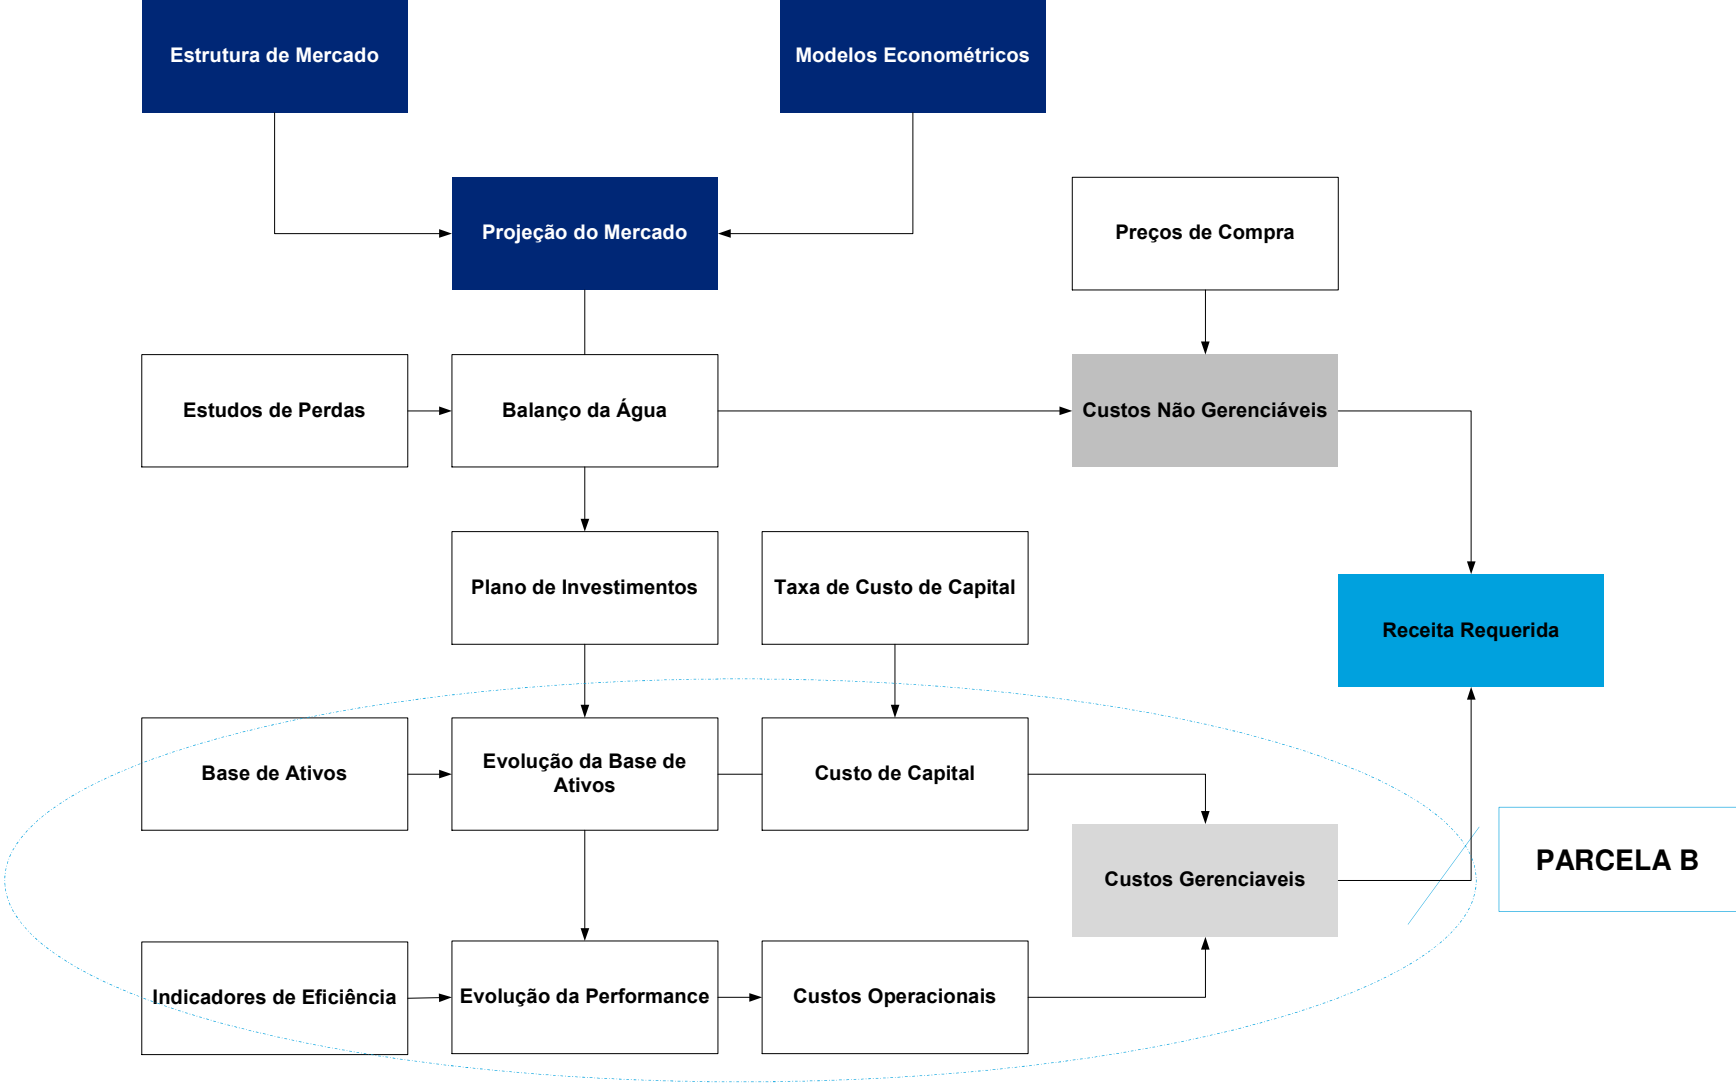 Estrutura de Mercado
Modelos Econométricos
Projeção do Mercado
Preços de Compra
Estudos de Perdas
Balanço da Água
Custos Não Gerenciáveis
Plano de Investimentos
Taxa de Custo de Capital
Receita Requerida
Base de Ativos
Evolução da Base de
Ativos
Custo de Capital
Custos Gerenciaveis
PARCELA B
Indicadores de Eficiência
Evolução da Performance
Custos Operacionais